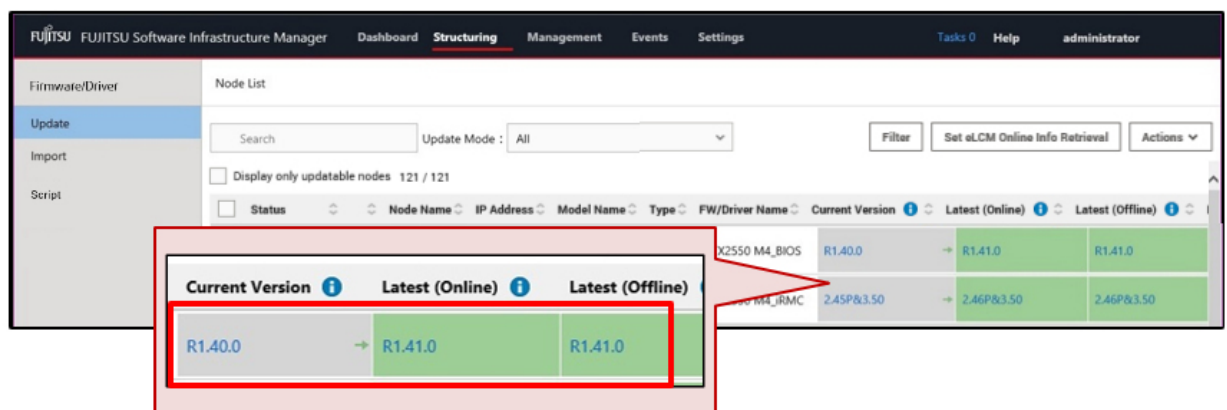 FUJITSU FUJITSU Software Infrastructure Manager Dashboard Structuring Management Events Settings Tasks 0 Help administrator
Firmware/Driver
Update
Import
Script
Node List
Search Update Mode : All Filter Set eLCM Online Info Retrieval Actions
Display only updatable nodes 121 / 121
Status Node Name IP Address Model Name Type FW/Driver Name Current Version Latest (Online) Latest (Offline)
X2550 M4_BIOS R1.40.0 → R1.41.0 R1.41.0
M4_iRMC 2.45P&3.50 → 2.46P&3.50 2.46P&3.50
Current Version Latest (Online) Latest (Offline)
R1.40.0 → R1.41.0 R1.41.0